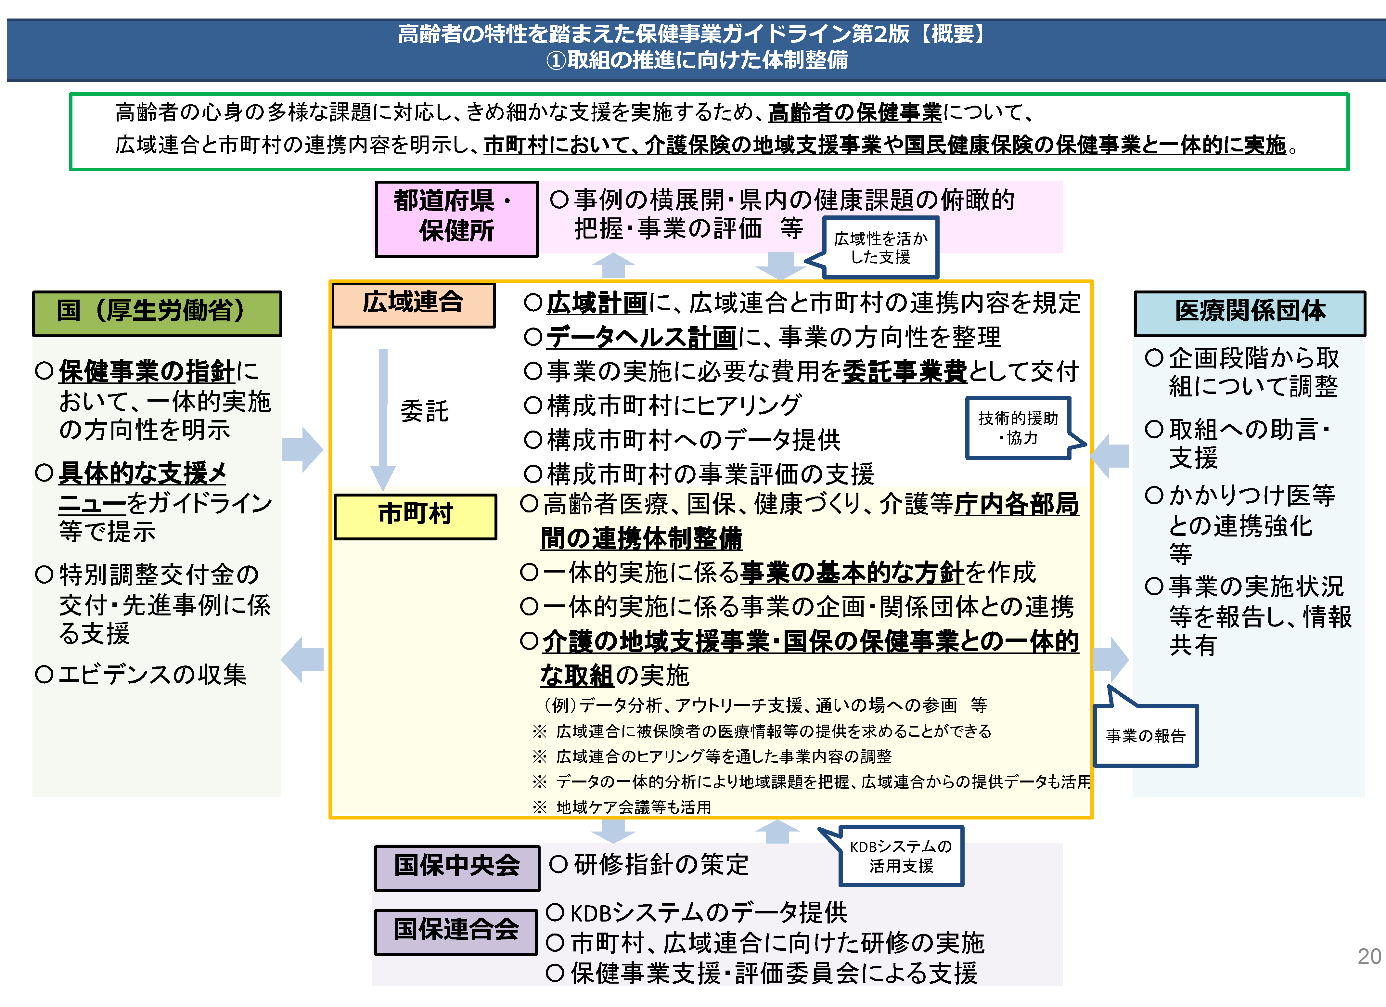 高齢者の特性を踏まえた保健事業ガイドライン第2版【概要】
①取組の推進に向けた体制整備
高齢者の心身の多様な課題に対応し、きめ細かな支援を実施するため、高齢者の保健事業について、
広域連合と市町村の連携内容を明示し、市町村において、介護保険の地域支援事業や国民健康保険の保健事業と一体的に実施。
都道府県・
保健所
○事例の横展開・県内の健康課題の俯瞰的
把握・事業の評価 等
広域性を活か
した支援
国（厚生労働省）
○保健事業の指針に
おいて、一体的実施
の方向性を明示
○具体的な支援メ
ニューをガイドライン
等で提示
○特別調整交付金の
交付・先進事例に係
る支援
○エビデンスの収集
広域連合
委託
○広域計画に、広域連合と市町村の連携内容を規定
○データヘルス計画に、事業の方向性を整理
○事業の実施に必要な費用を委託事業費として交付
○構成市町村にヒアリング
○構成市町村へのデータ提供
○構成市町村の事業評価の支援
技術的援助
・協力
市町村
○高齢者医療、国保、健康づくり、介護等庁内各部局
間の連携体制整備
○一体的実施に係る事業の基本的な方針を作成
○一体的実施に係る事業の企画・関係団体との連携
○介護の地域支援事業・国保の保健事業との一体的
な取組の実施
（例）データ分析、アウトリーチ支援、通いの場への参画 等
※ 広域連合に被保険者の医療情報等の提供を求めることができる
※ 広域連合のヒアリング等を通した事業内容の調整
※ データの一体的分析により地域課題を把握、広域連合からの提供データも活用
※ 地域ケア会議等も活用
医療関係団体
○企画段階から取
組について調整
○取組への助言・
支援
○かかりつけ医等
との連携強化
等
○事業の実施状況
等を報告し、情報
共有
事業の報告
KDBシステムの
活用支援
国保中央会
○研修指針の策定
国保連合会
○KDBシステムのデータ提供
○市町村、広域連合に向けた研修の実施
○保健事業支援・評価委員会による支援
20